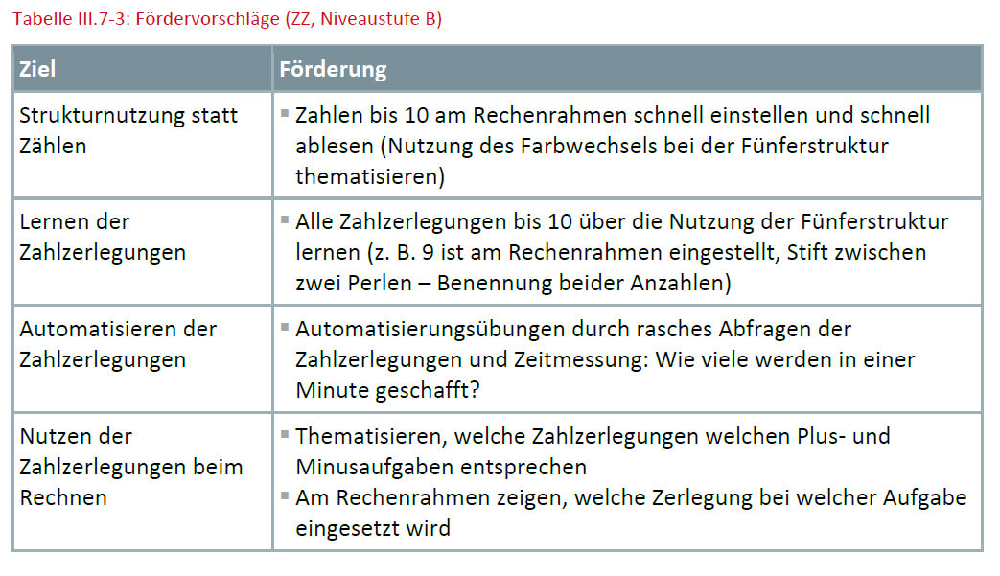 Tabelle III.7-3: Fördervorschläge (ZZ, Niveaustufe B)
Ziel
Förderung
Strukturnutzung statt
Zählen
▪ Zahlen bis 10 am Rechenrahmen schnell einstellen und schnell
ablesen (Nutzung des Farbwechsels bei der Fünferstruktur
thematisieren)
Lernen der
Zahlzerlegungen
▪ Alle Zahlzerlegungen bis 10 über die Nutzung der Fünferstruktur
lernen (z. B. 9 ist am Rechenrahmen eingestellt, Stift zwischen
zwei Perlen – Benennung beider Anzahlen)
Automatisieren der
Zahlzerlegungen
▪ Automatisierungsübungen durch rasches Abfragen der
Zahlzerlegungen und Zeitmessung: Wie viele werden in einer
Minute geschafft?
Nutzen der
Zahlzerlegungen beim
Rechnen
▪ Thematisieren, welche Zahlzerlegungen welchen Plus- und
Minusaufgaben entsprechen
▪ Am Rechenrahmen zeigen, welche Zerlegung bei welcher Aufgabe
eingesetzt wird